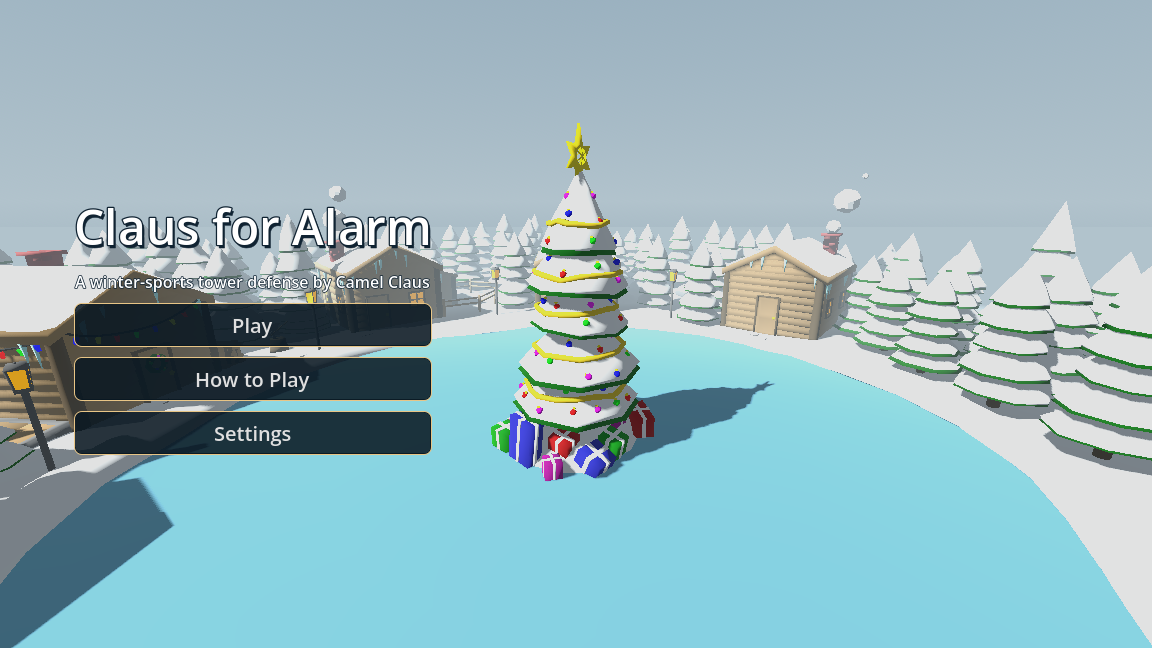 Claus for Alarm
A winter-sports tower defense by Camel Claus
Play
How to Play
Settings